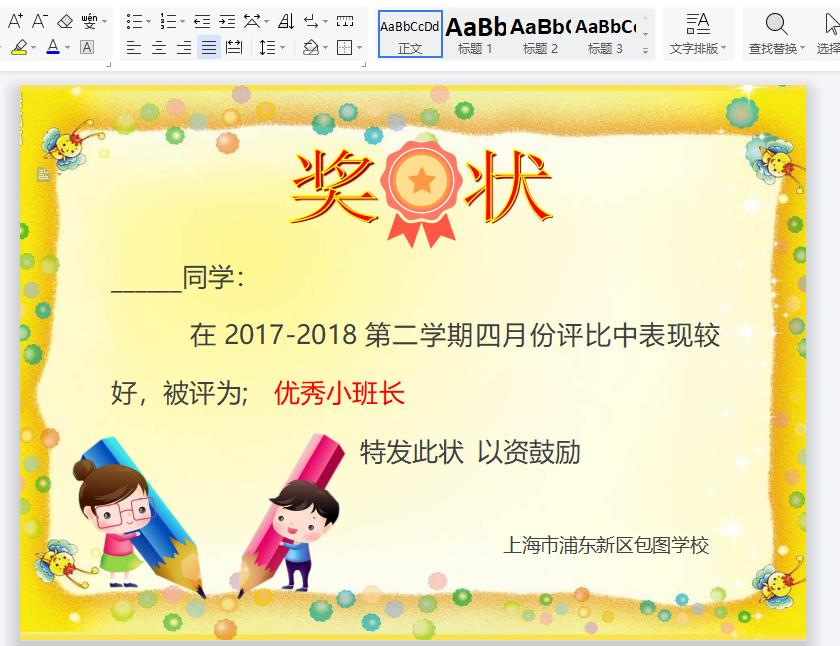 A+ A- wén
A A
AaBbCcDd AaBb AaBb( AaBbC
正文 标题 1 标题 2 标题 3 文字排版 查找替换 选择
奖 状
______同学：
在 2017-2018 第二学期四月份评比中表现较
好，被评为; 优秀小班长
特发此状 以资鼓励
上海市浦东新区包图学校